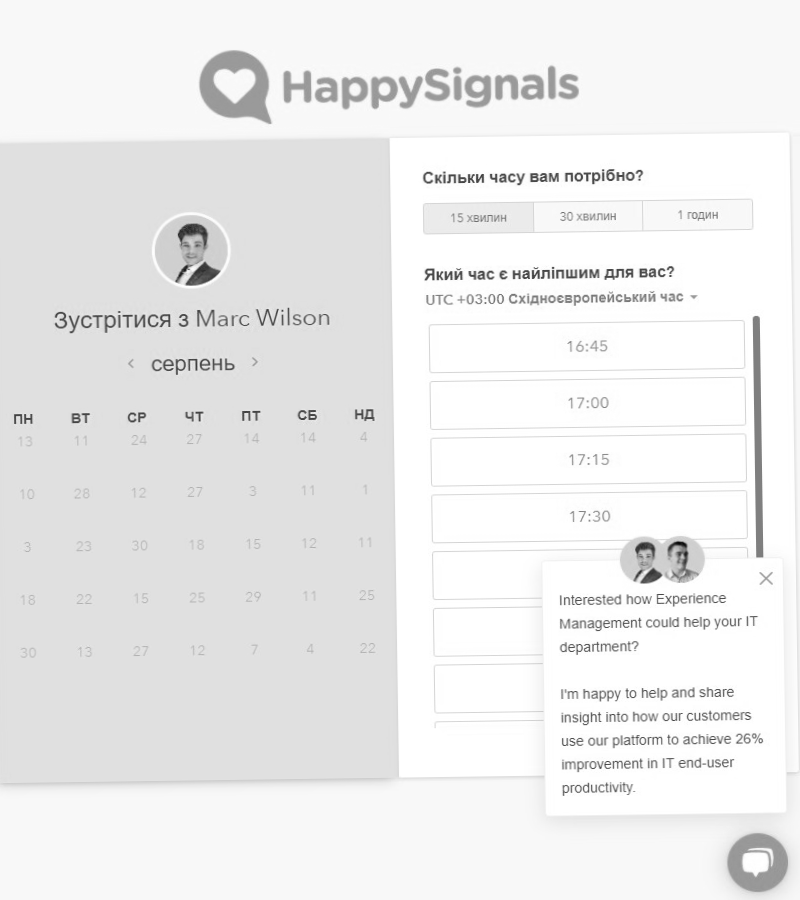 HappySignals
Зустрітися з Marc Wilson
серпень
ПН ВТ СР ЧТ ПТ СБ НД
13 11 24 27 14 14 4
10 28 12 27 3 11 1
3 23 30 18 15 12 11
18 22 15 25 29 11 25
30 13 27 12 7 4 22
Скільки часу вам потрібно?
15 хвилин 30 хвилин 1 годин
Який час є найліпшим для вас?
UTC +03:00 Східноєвропейський час
16:45
17:00
17:15
17:30
Interested how Experience
Management could help your IT
department?
I'm happy to help and share
insight into how our customers
use our platform to achieve 26%
improvement in IT end-user
productivity.